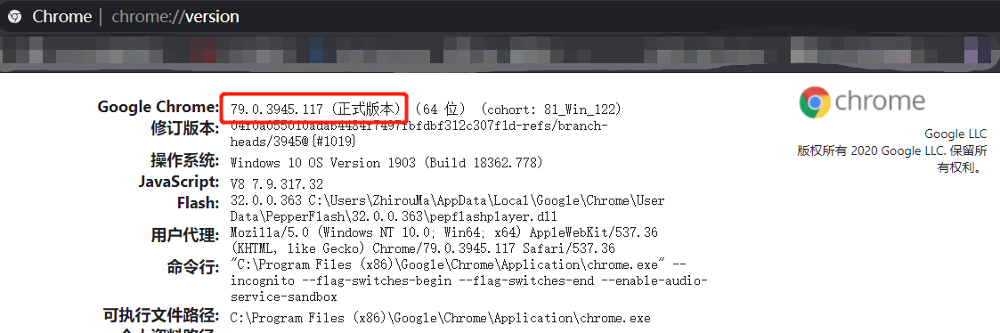 Chrome | chrome://version
Google Chrome: 79.0.3945.117 (正式版本) (64 位) (cohort: 81_Win_122)
修订版本: 04f0a055010adab4484f7497fbfdbf312c307f1d-refs/branch-
heads/3945@{#1019}
操作系统: Windows 10 OS Version 1903 (Build 18362.778)
JavaScript: V8 7.9.317.32
Flash: 32.0.0.363 C:\Users\ZhirouMa\AppData\Local\Google\Chrome\User
Data\PepperFlash\32.0.0.363\pepflashplayer.dll
用户代理: Mozilla/5.0 (Windows NT 10.0; Win64; x64) AppleWebKit/537.36
(KHTML, like Gecko) Chrome/79.0.3945.117 Safari/537.36
命令行: "C:\Program Files (x86)\Google\Chrome\Application\chrome.exe" --
incognito --flag-switches-begin --flag-switches-end --enable-audio-
service-sandbox
可执行文件路径: C:\Program Files (x86)\Google\Chrome\Application\chrome.exe
chrome
Google LLC
版权所有 2020 Google LLC. 保留所
有权利。